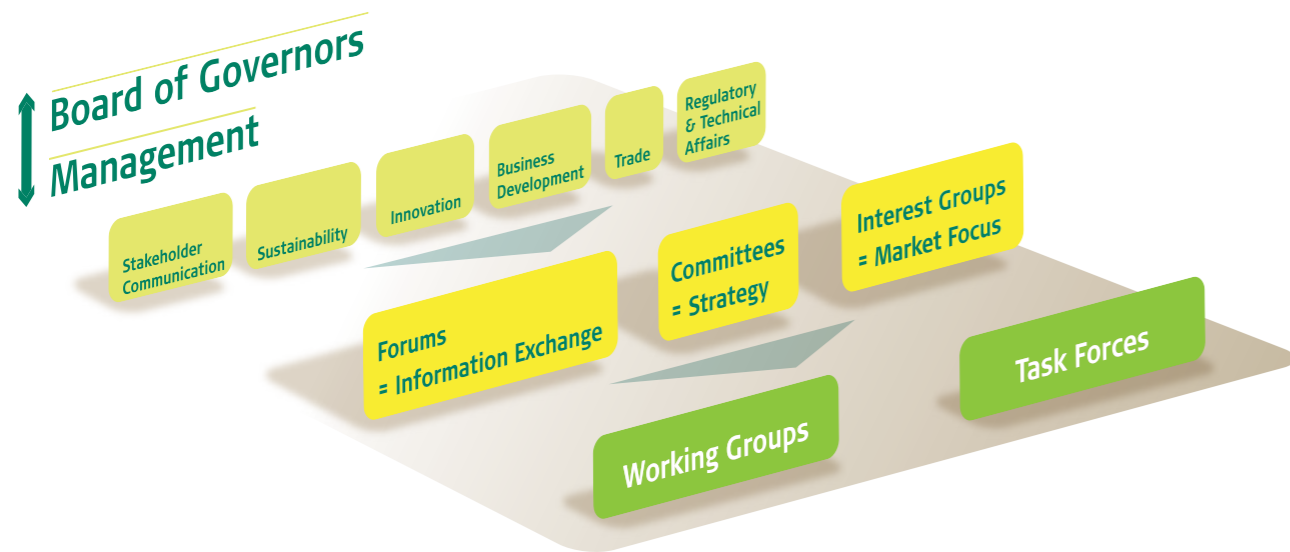 Board of Governors
Management
Stakeholder
Communication
Sustainability
Innovation
Business
Development
Trade
Regulatory
& Technical
Affairs
Forums
= Information Exchange
Committees
= Strategy
Interest Groups
= Market Focus
Working Groups
Task Forces